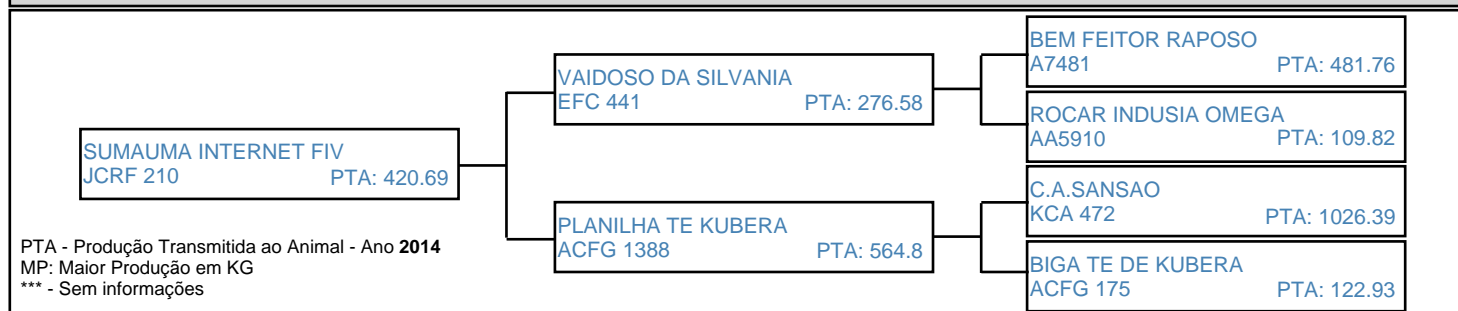 BEM FEITOR RAPOSO
A7481 PTA: 481.76
VAIDOSO DA SILVANIA
EFC 441 PTA: 276.58
ROCAR INDUSIA OMEGA
AA5910 PTA: 109.82
SUMAUMA INTERNET FIV
JCRF 210 PTA: 420.69
C.A.SANSAO
KCA 472 PTA: 1026.39
PLANILHA TE KUBERA
ACFG 1388 PTA: 564.8
BIGA TE DE KUBERA
ACFG 175 PTA: 122.93
PTA - Produção Transmitida ao Animal - Ano 2014
MP: Maior Produção em KG
*** - Sem informações